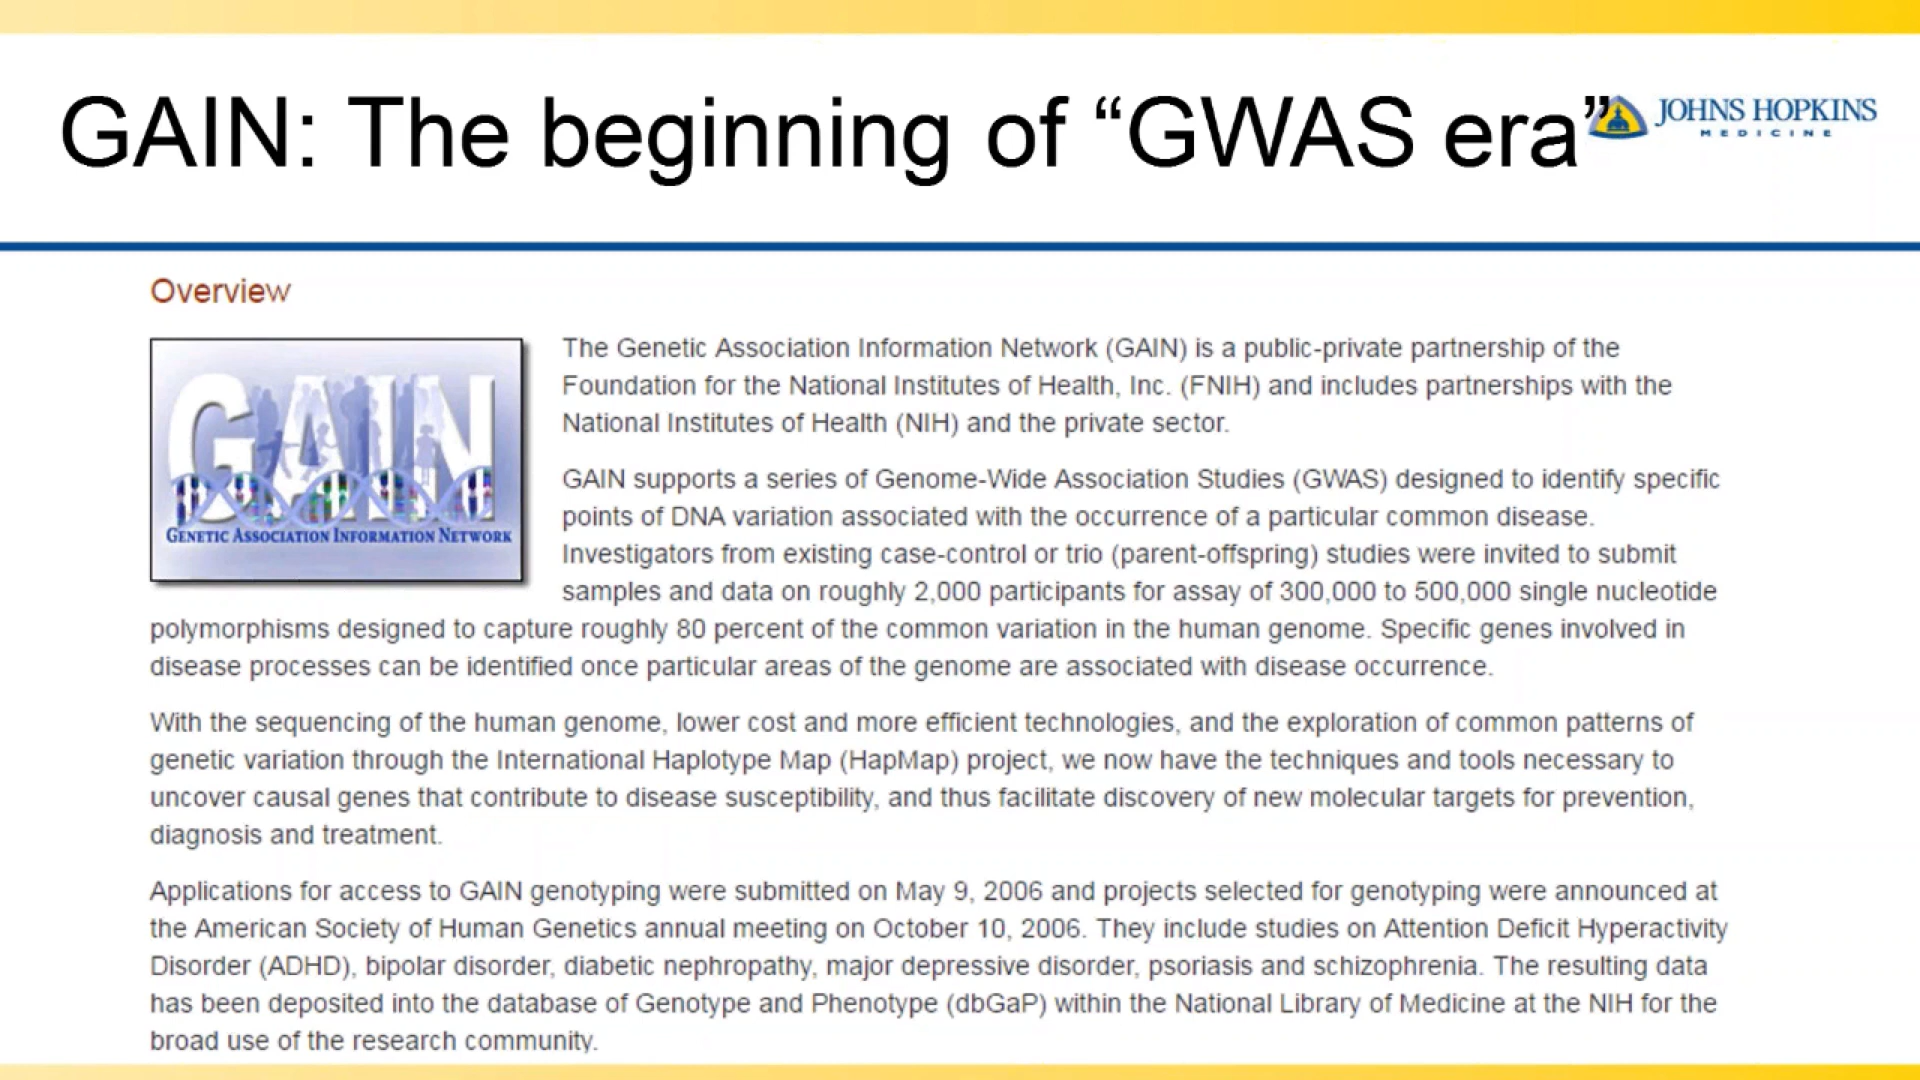 GAIN: The beginning of “GWAS era”
JOHNS HOPKINS
MEDICINE
Overview
GAIN
GENETIC ASSOCIATION INFORMATION NETWORK
The Genetic Association Information Network (GAIN) is a public-private partnership of the
Foundation for the National Institutes of Health, Inc. (FNIH) and includes partnerships with the
National Institutes of Health (NIH) and the private sector.
GAIN supports a series of Genome-Wide Association Studies (GWAS) designed to identify specific
points of DNA variation associated with the occurrence of a particular common disease.
Investigators from existing case-control or trio (parent-offspring) studies were invited to submit
samples and data on roughly 2,000 participants for assay of 300,000 to 500,000 single nucleotide
polymorphisms designed to capture roughly 80 percent of the common variation in the human genome. Specific genes involved in
disease processes can be identified once particular areas of the genome are associated with disease occurrence.
With the sequencing of the human genome, lower cost and more efficient technologies, and the exploration of common patterns of
genetic variation through the International Haplotype Map (HapMap) project, we now have the techniques and tools necessary to
uncover causal genes that contribute to disease susceptibility, and thus facilitate discovery of new molecular targets for prevention,
diagnosis and treatment.
Applications for access to GAIN genotyping were submitted on May 9, 2006 and projects selected for genotyping were announced at
the American Society of Human Genetics annual meeting on October 10, 2006. They include studies on Attention Deficit Hyperactivity
Disorder (ADHD), bipolar disorder, diabetic nephropathy, major depressive disorder, psoriasis and schizophrenia. The resulting data
has been deposited into the database of Genotype and Phenotype (dbGaP) within the National Library of Medicine at the NIH for the
broad use of the research community.